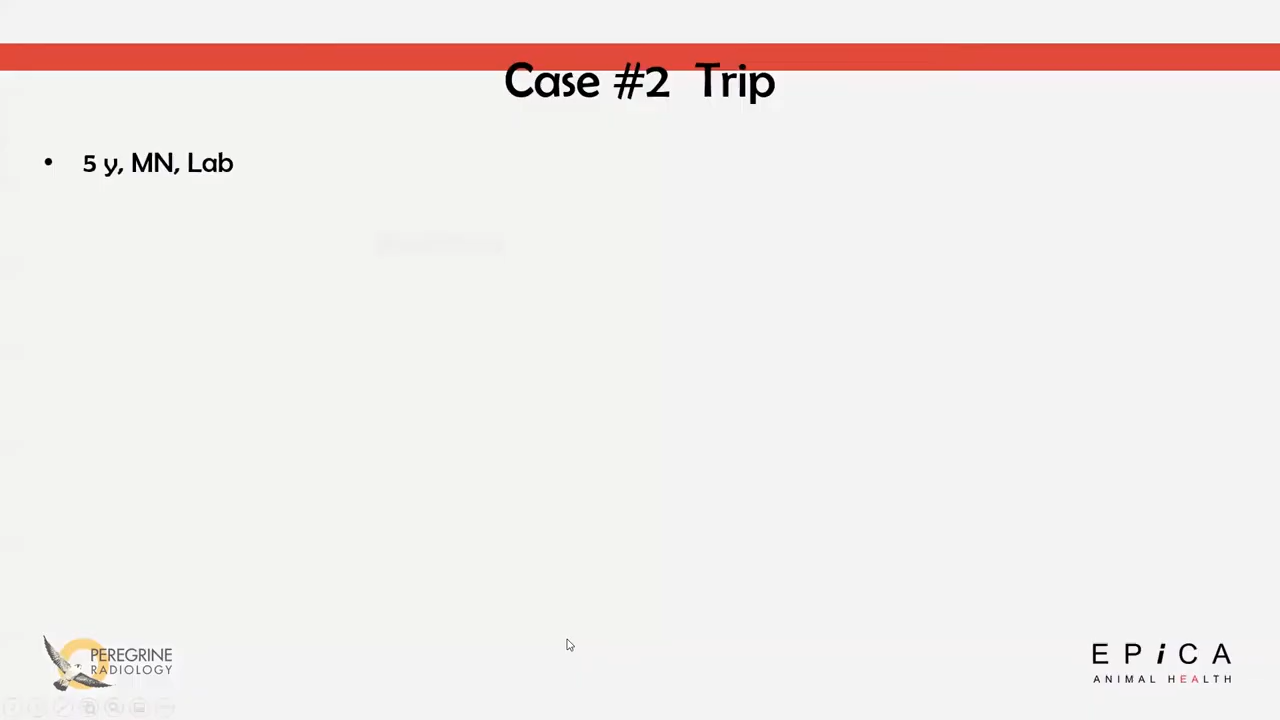 Case #2 Trip
• 5 y, MN, Lab
PEREGRINE
RADIOLOGY
EPiCA
ANIMAL HEALTH